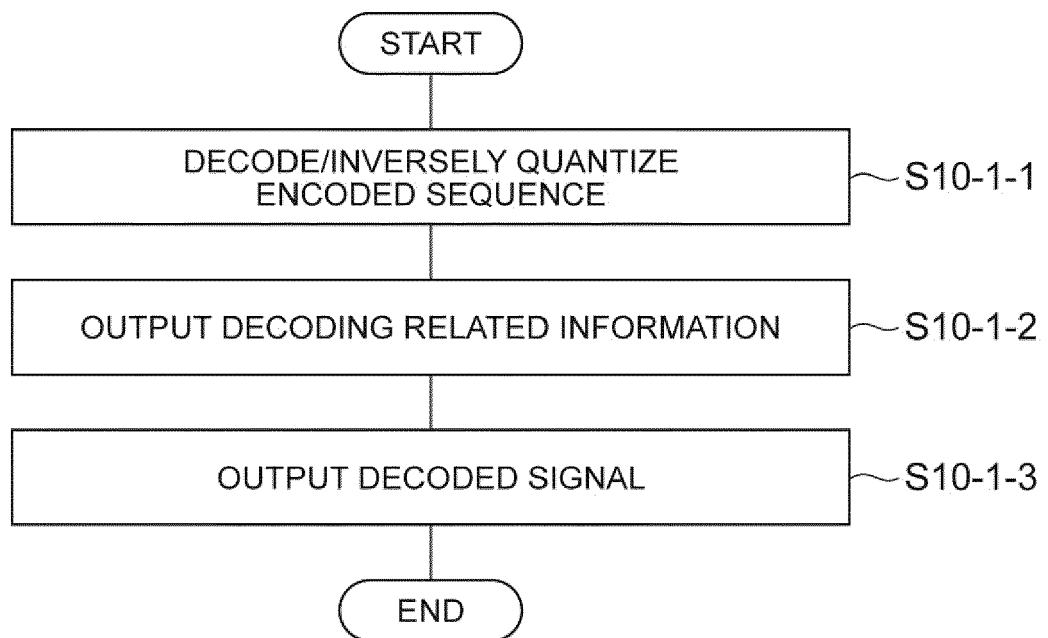 START
DECODE/INVERSELY QUANTIZE
ENCODED SEQUENCE
S10-1-1
OUTPUT DECODING RELATED INFORMATION
S10-1-2
OUTPUT DECODED SIGNAL
S10-1-3
END